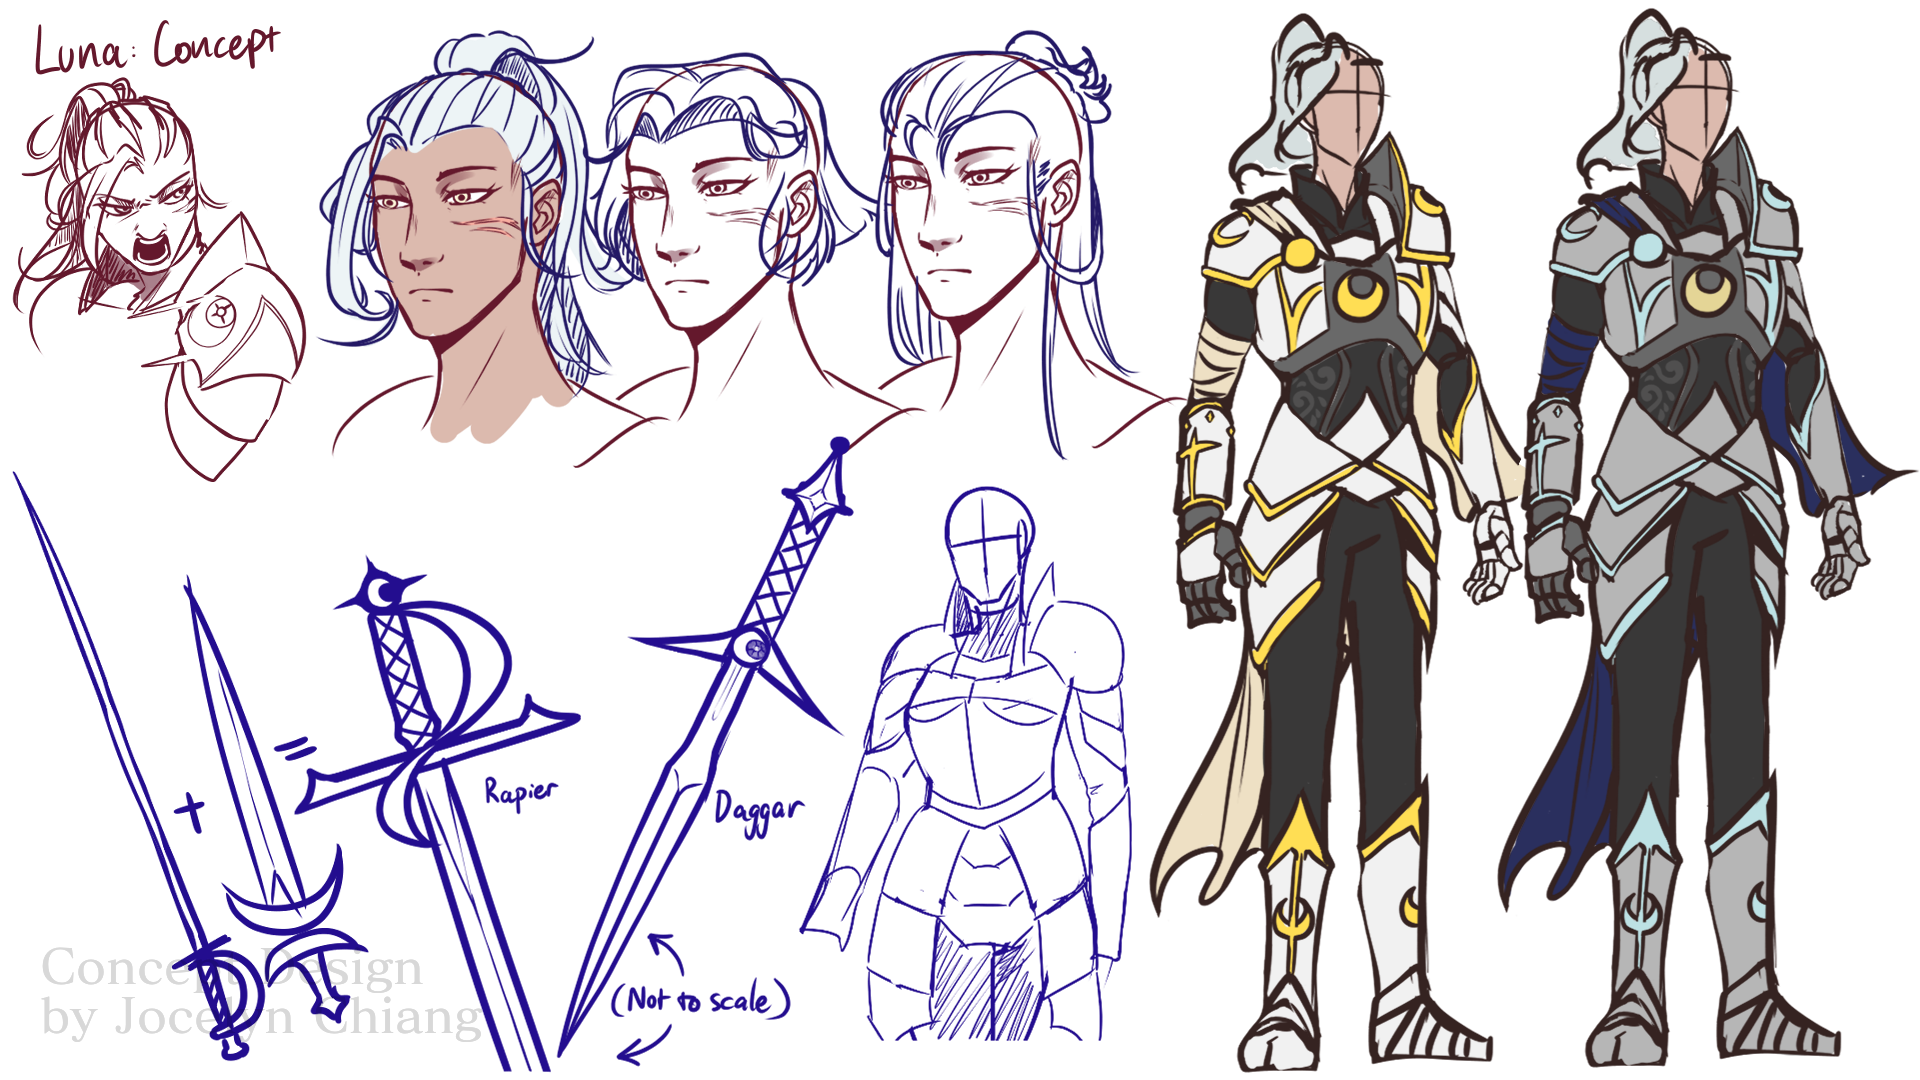 Luna: Concept
Rapier
Daggar
(Not to scale)
Concept Design
by Jocelyn Chiang